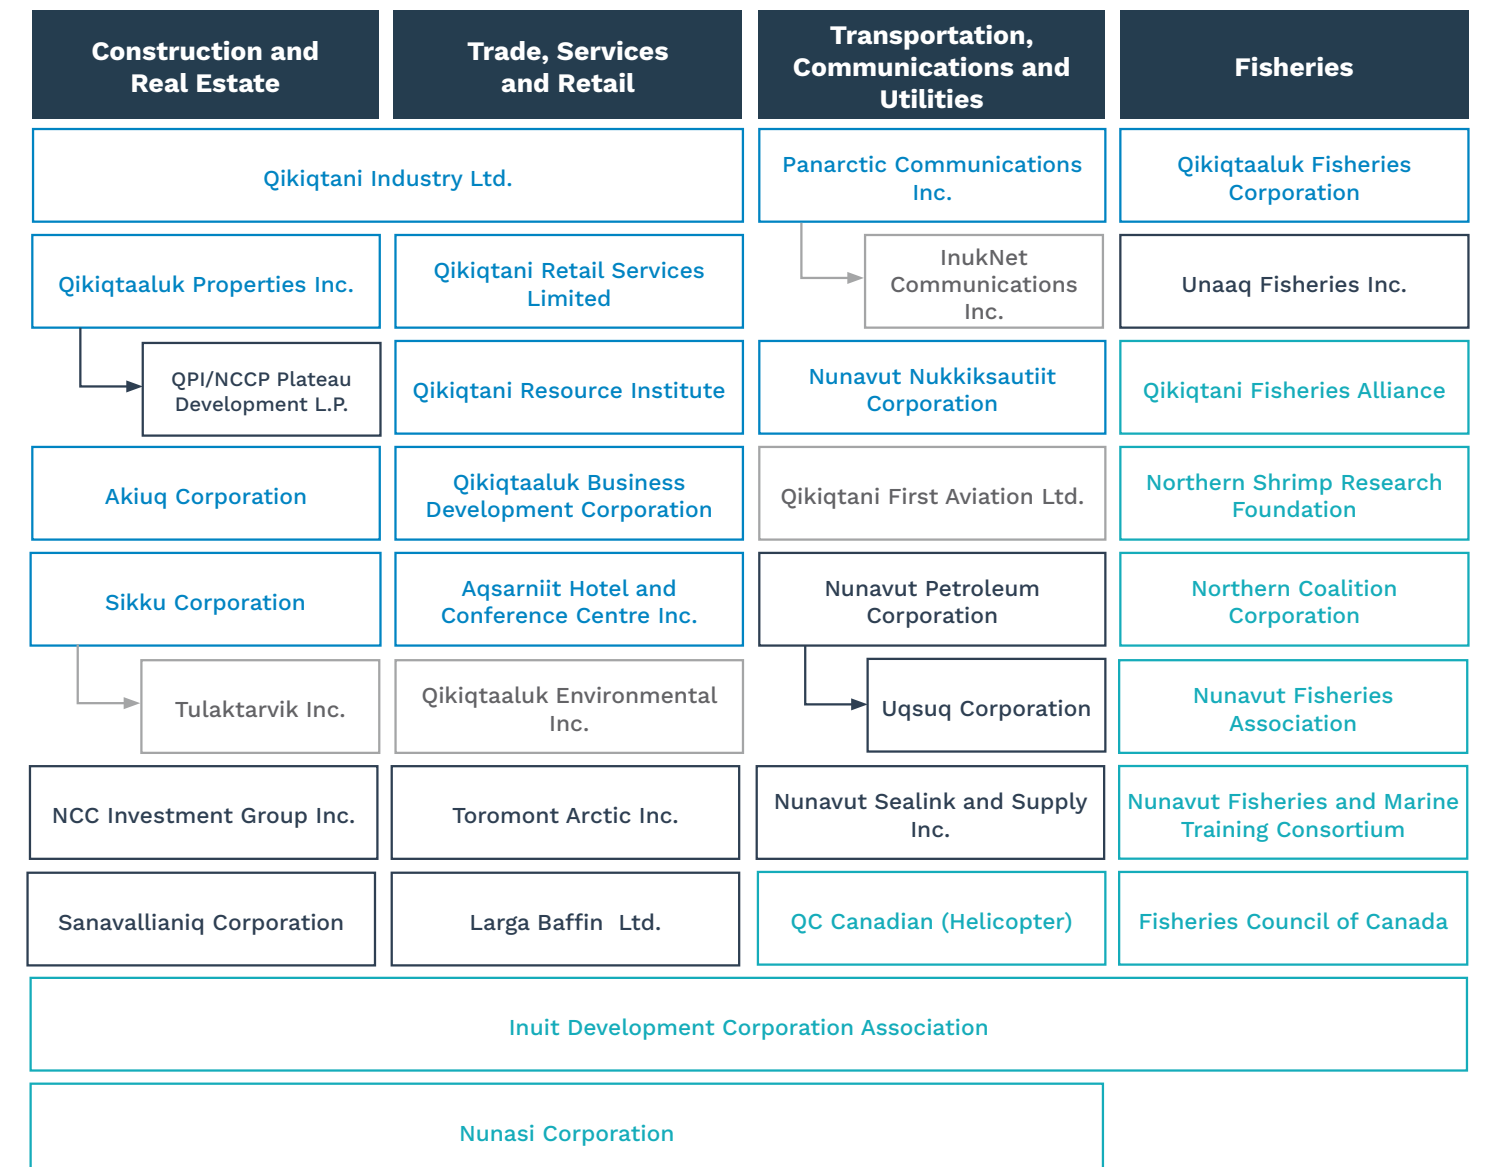 Construction and
Real Estate
Trade, Services
and Retail
Transportation,
Communications and
Utilities
Fisheries
Qikiqtani Industry Ltd.
Panarctic Communications
Inc.
Qikiqtaaluk Fisheries
Corporation
Qikiqtaaluk Properties Inc.
Qikiqtani Retail Services
Limited
InukNet
Communications
Inc.
Unaaq Fisheries Inc.
QPI/NCCP Plateau
Development L.P.
Qikiqtani Resource Institute
Nunavut Nukkiksautiit
Corporation
Qikiqtani Fisheries Alliance
Akiuq Corporation
Qikiqtaaluk Business
Development Corporation
Qikiqtani First Aviation Ltd.
Northern Shrimp Research
Foundation
Sikku Corporation
Aqsarniit Hotel and
Conference Centre Inc.
Nunavut Petroleum
Corporation
Northern Coalition
Corporation
Tulaktarvik Inc.
Qikiqtaaluk Environmental
Inc.
Uqsuq Corporation
Nunavut Fisheries
Association
NCC Investment Group Inc.
Toromont Arctic Inc.
Nunavut Sealink and Supply
Inc.
Nunavut Fisheries and Marine
Training Consortium
Sanavallianiq Corporation
Larga Baffin Ltd.
QC Canadian (Helicopter)
Fisheries Council of Canada
Inuit Development Corporation Association
Nunasi Corporation